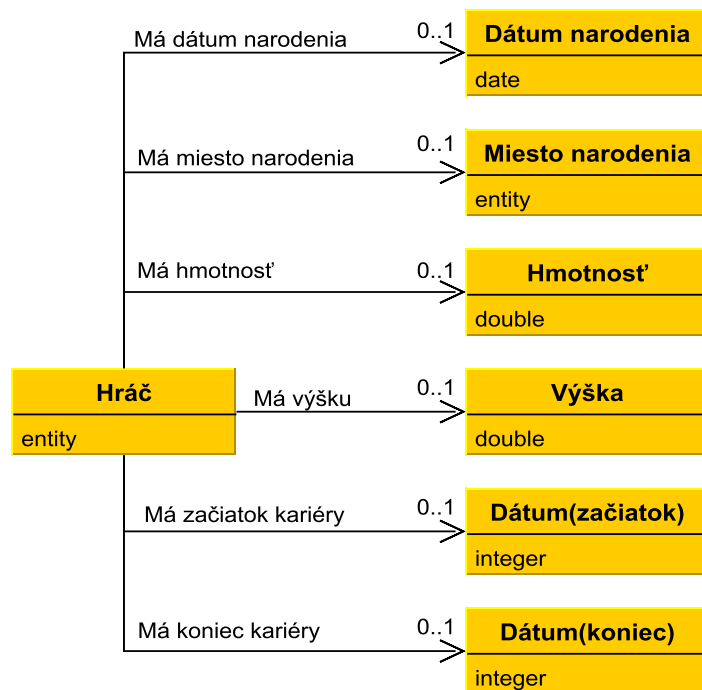 Má dátum narodenia
0..1
Dátum narodenia
date
Má miesto narodenia
0..1
Miesto narodenia
entity
Má hmotnosť
0..1
Hmotnosť
double
Hráč
entity
Má výšku
0..1
Výška
double
Má začiatok kariéry
0..1
Dátum(začiatok)
integer
Má koniec kariéry
0..1
Dátum(koniec)
integer